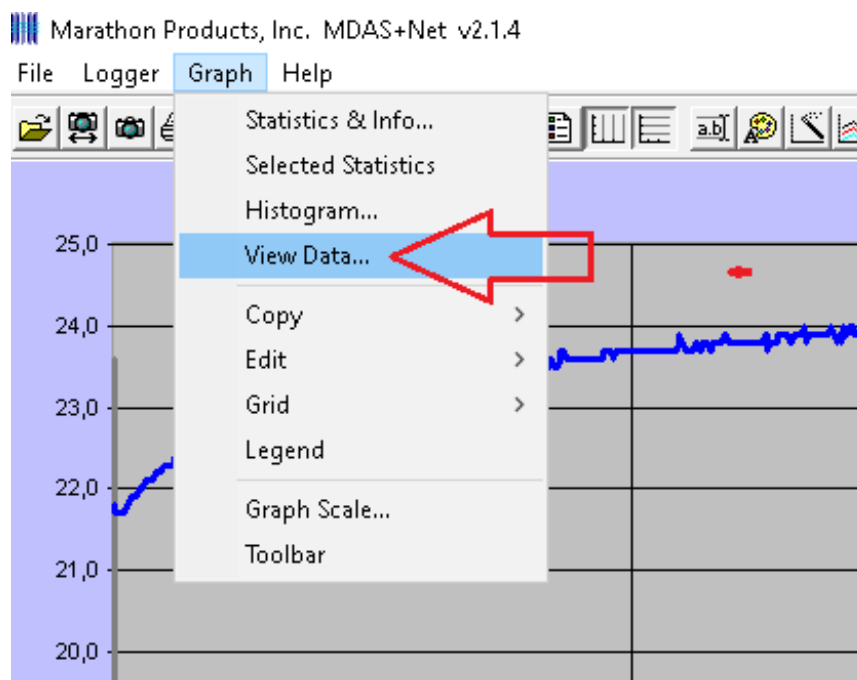 Marathon Products, Inc. MDAS+Net v2.1.4
File Logger Graph Help
a.b
Statistics & Info...
Selected Statistics
Histogram...
View Data...
Copy
Edit
Grid
Legend
Graph Scale...
Toolbar
25,0
24,0
23,0
22,0
21,0
20,0